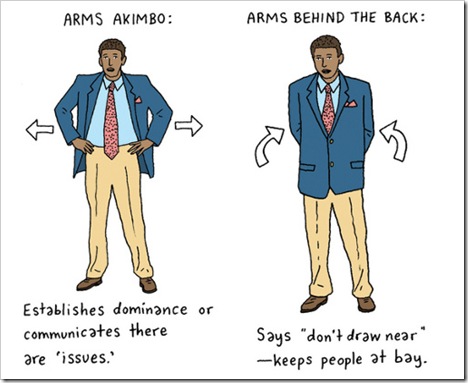 ARMS AKIMBO:
Establishes dominance or
communicates there
are 'issues.'
ARMS BEHIND THE BACK:
Says "don't draw near"
—keeps people at bay.